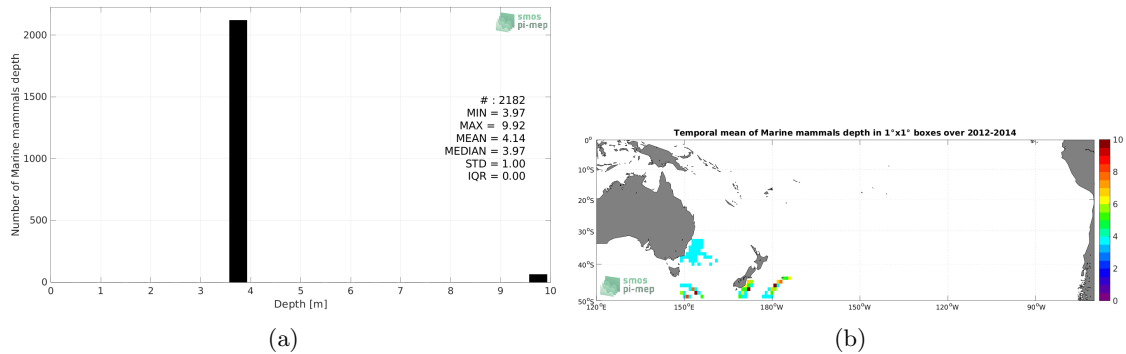 smos
pi-mep
2000
1500
1000
500
0
Number of Marine mammals depth
# : 2182
MIN = 3.97
MAX = 9.92
MEAN = 4.14
MEDIAN = 3.97
STD = 1.00
IQR = 0.00
0 1 2 3 4 5 6 7 8 9 10
Depth [m]
(a)
Temporal mean of Marine mammals depth in 1°x1° boxes over 2012-2014
0°
10°S
20°S
30°S
40°S
50°S
120°E 150°E 180°W 150°W 120°W 90°W
10
8
6
4
2
0
smos
pi-mep
(b)